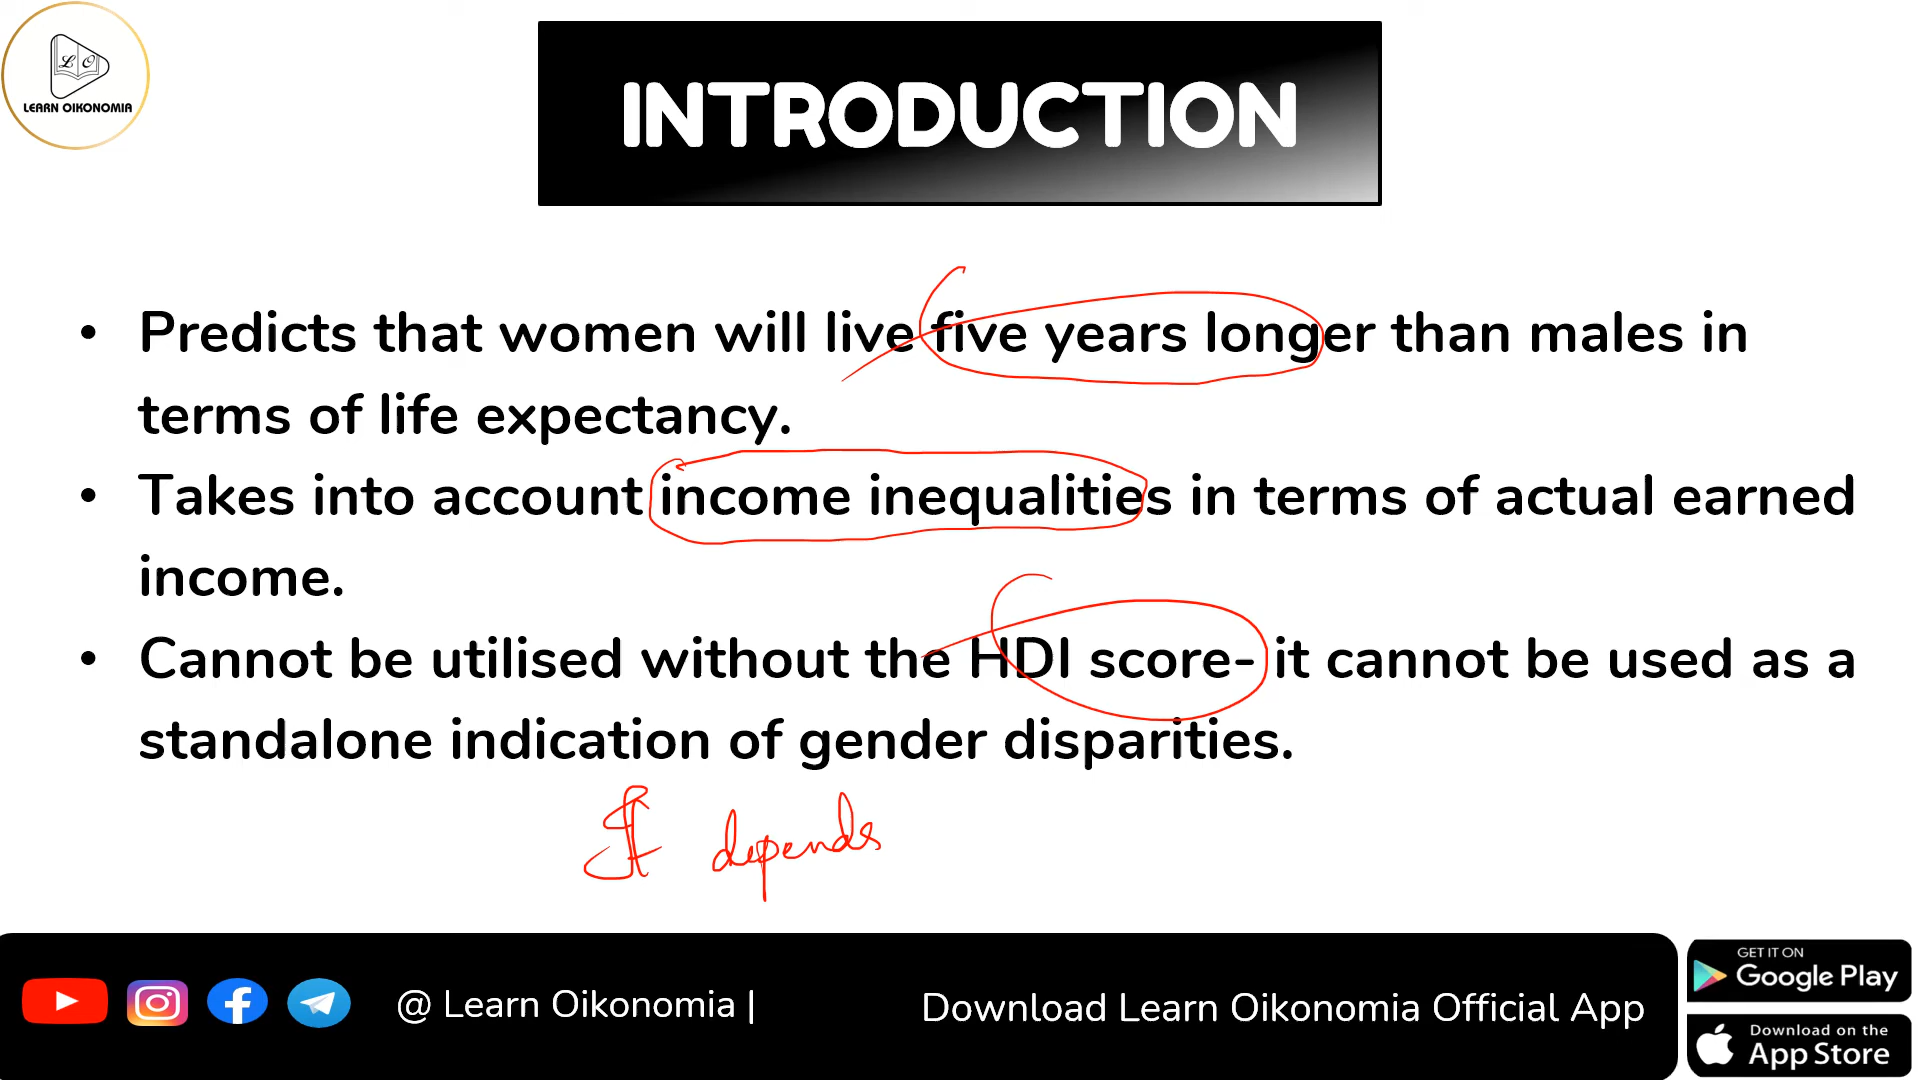 L O
LEARN OIKONOMIA
INTRODUCTION
• Predicts that women will live five years longer than males in
terms of life expectancy.
• Takes into account income inequalities in terms of actual earned
income.
• Cannot be utilised without the HDI score- it cannot be used as a
standalone indication of gender disparities.
It depends
@ Learn Oikonomia |
Download Learn Oikonomia Official App
GET IT ON
Google Play
Download on the
App Store